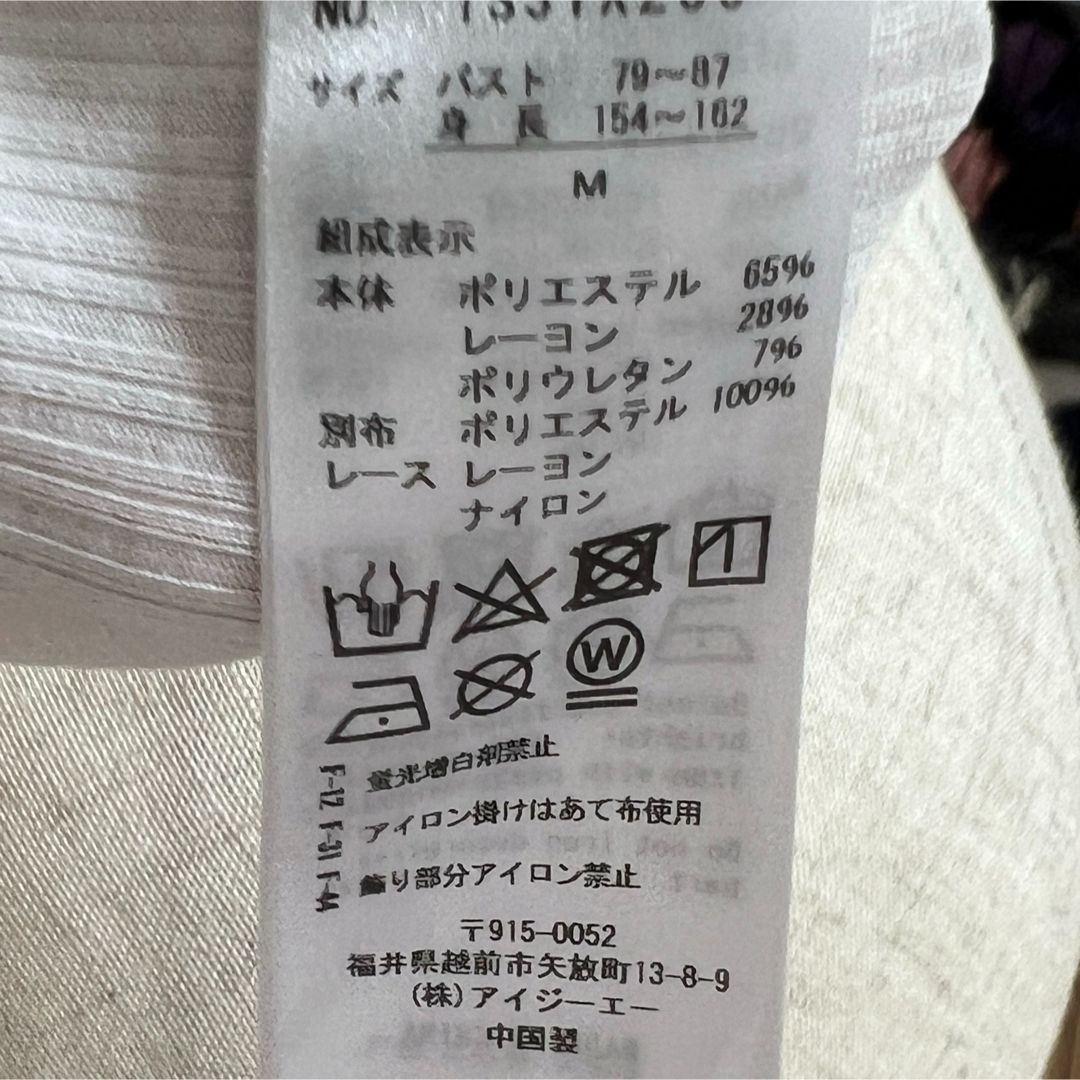 NO.
サイズ バスト 79〜87
身長 154〜162
M
組成表示
本体 ポリエステル 65%
レーヨン 28%
ポリウレタン 7%
別布 ポリエステル 100%
レース レーヨン
ナイロン
W
蛍光増白剤禁止
アイロン掛けはあて布使用
飾り部分アイロン禁止
F-12 F-31 F-44
〒915-0052
福井県越前市矢放町13-8-9
(株)アイジーエー
中国製